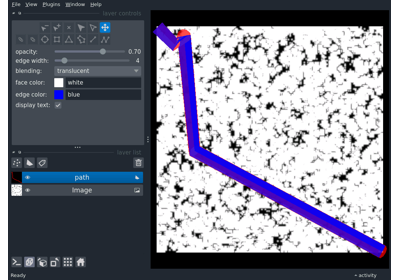 File View Plugins Window Help
layer controls
opacity: 0.70
edge width: 4
blending: translucent
face color: white
edge color: blue
display text:
layer list
path
Image
Ready
activity